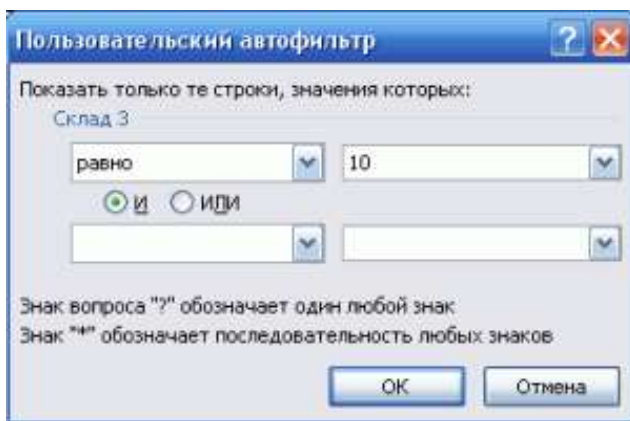 Пользовательский автофильтр
Показать только те строки, значения которых:
Склад 3
равно 10
И ИЛИ
Знак вопроса "?" обозначает один любой знак
Знак "*" обозначает последовательность любых знаков
ОК Отмена